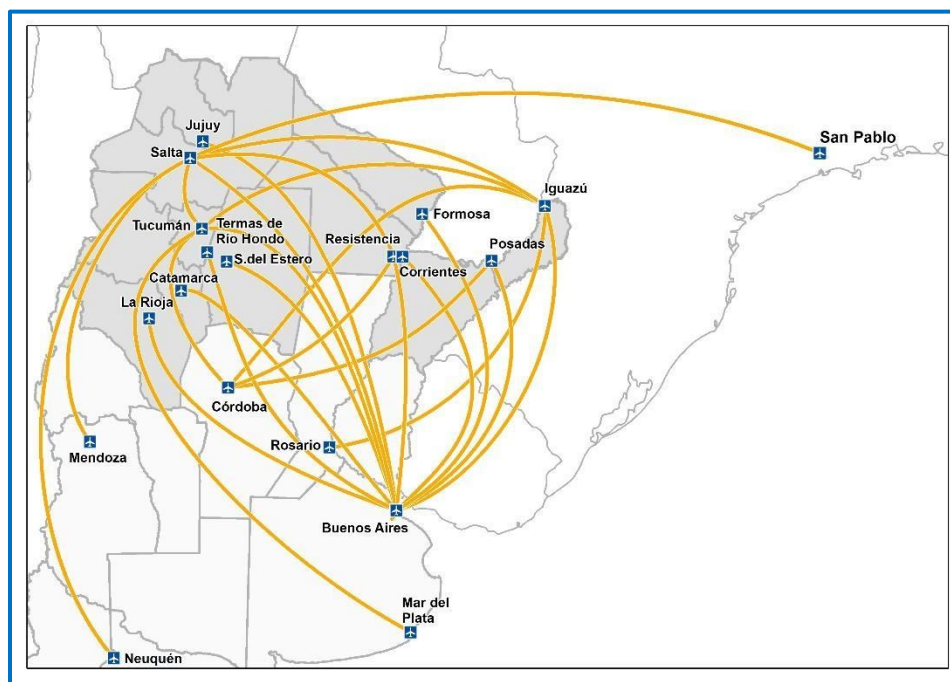 Jujuy
Salta
San Pablo
Iguazú
Tucumán
Termas de
Rio Hondo
S.del Estero
Formosa
Resistencia
Corrientes
Posadas
Catamarca
La Rioja
Córdoba
Rosario
Mendoza
Buenos Aires
Mar del
Plata
Neuquén